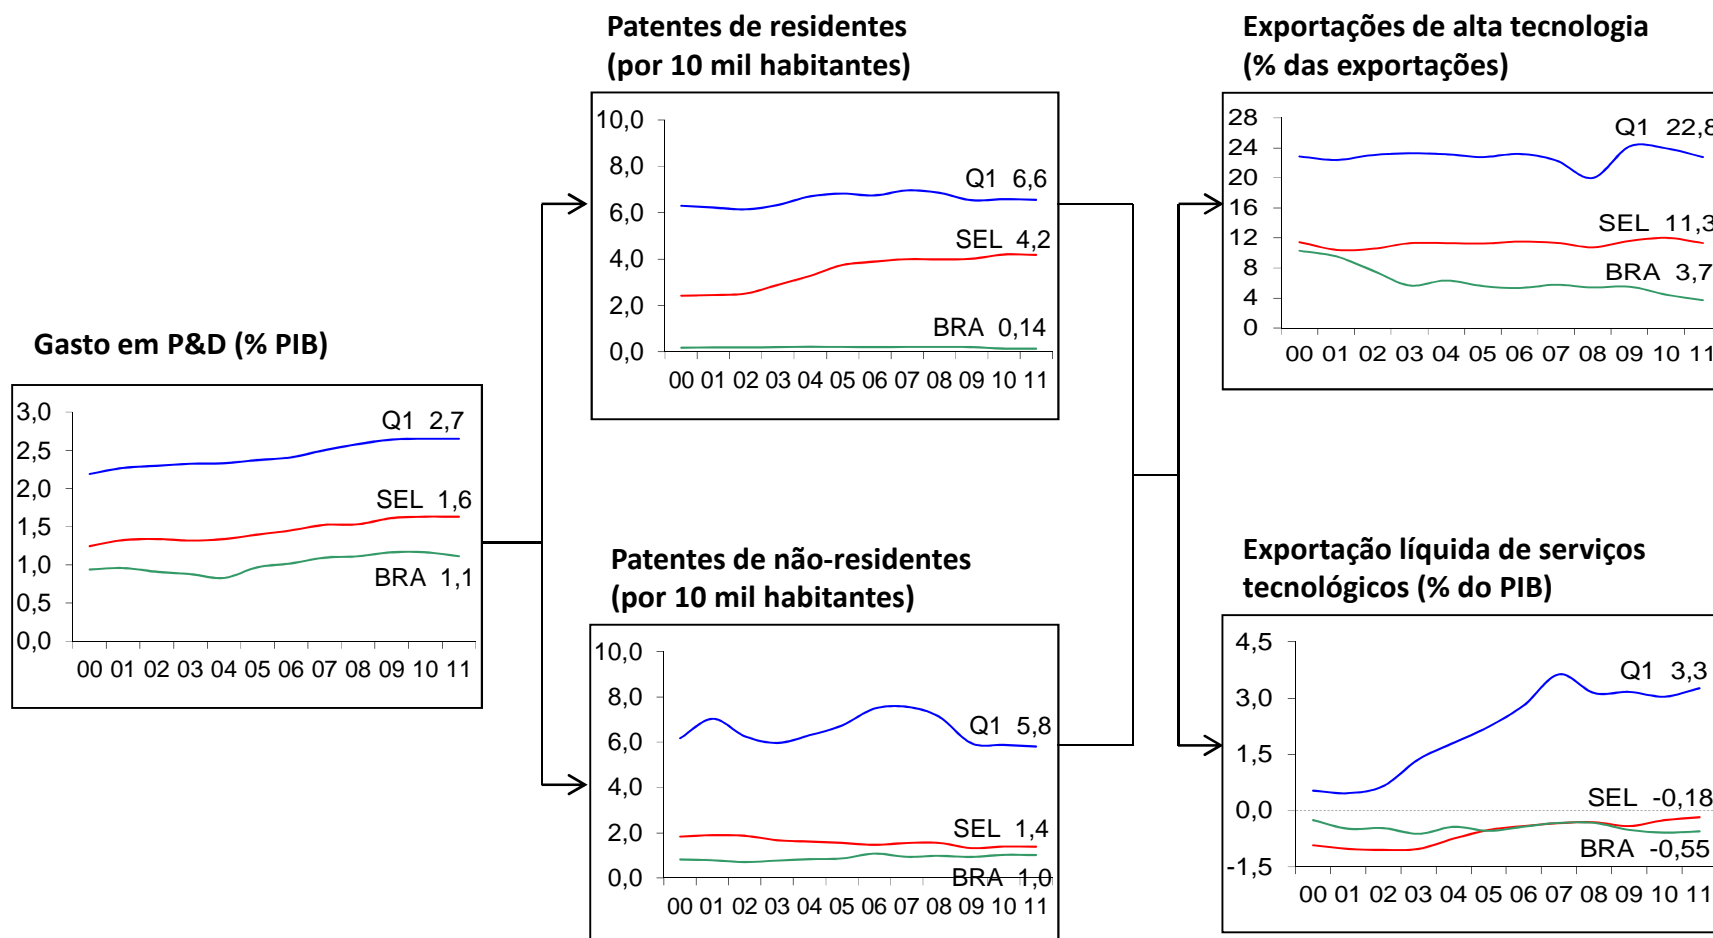 Gasto em P&D (% PIB)
3,0
2,5
2,0
1,5
1,0
0,5
0,0
Q1 2,7
SEL 1,6
BRA 1,1
00 01 02 03 04 05 06 07 08 09 10 11
Patentes de residentes
(por 10 mil habitantes)
10,0
8,0
6,0
4,0
2,0
0,0
Q1 6,6
SEL 4,2
BRA 0,14
00 01 02 03 04 05 06 07 08 09 10 11
Patentes de não-residentes
(por 10 mil habitantes)
10,0
8,0
6,0
4,0
2,0
0,0
Q1 5,8
SEL 1,4
BRA 1,0
00 01 02 03 04 05 06 07 08 09 10 11
Exportações de alta tecnologia
(% das exportações)
28
24
20
16
12
8
4
0
Q1 22,8
SEL 11,3
BRA 3,7
00 01 02 03 04 05 06 07 08 09 10 11
Exportação líquida de serviços
tecnológicos (% do PIB)
4,5
3,0
1,5
0,0
-1,5
Q1 3,3
SEL -0,18
BRA -0,55
00 01 02 03 04 05 06 07 08 09 10 11